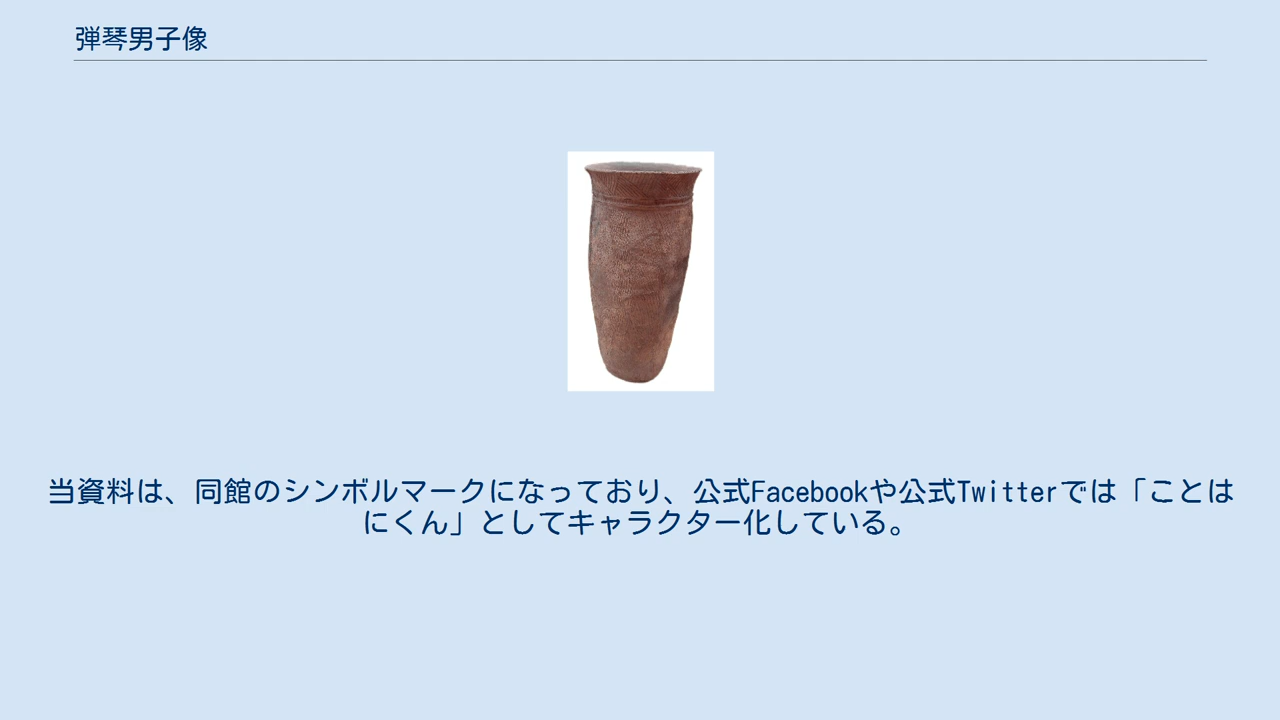 弾琴男子像
当資料は、同館のシンボルマークになっており、公式Facebookや公式Twitterでは「ことは
にくん」としてキャラクター化している。